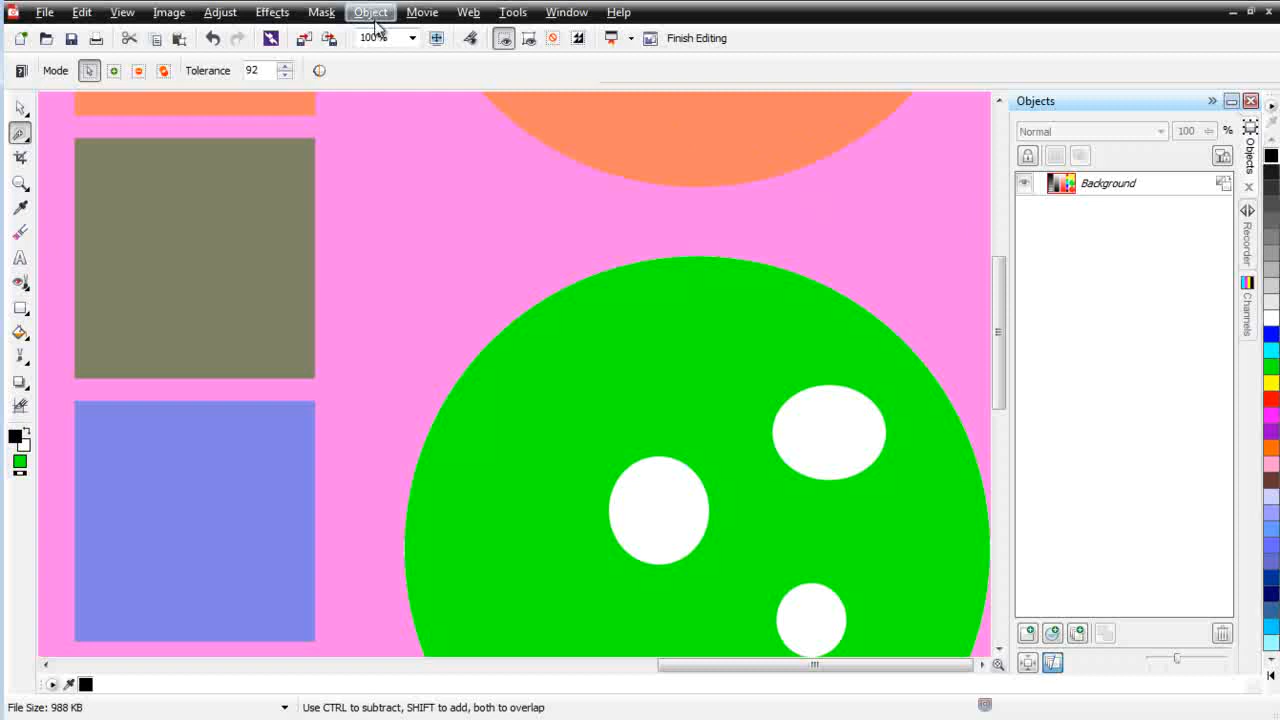 File Edit View Image Adjust Effects Mask Object Movie Web Tools Window Help
100% Finish Editing
Mode Tolerance 92
Objects
Normal 100 %
Background
Objects
Recorder
Channels
File Size: 988 KB Use CTRL to subtract, SHIFT to add, both to overlap